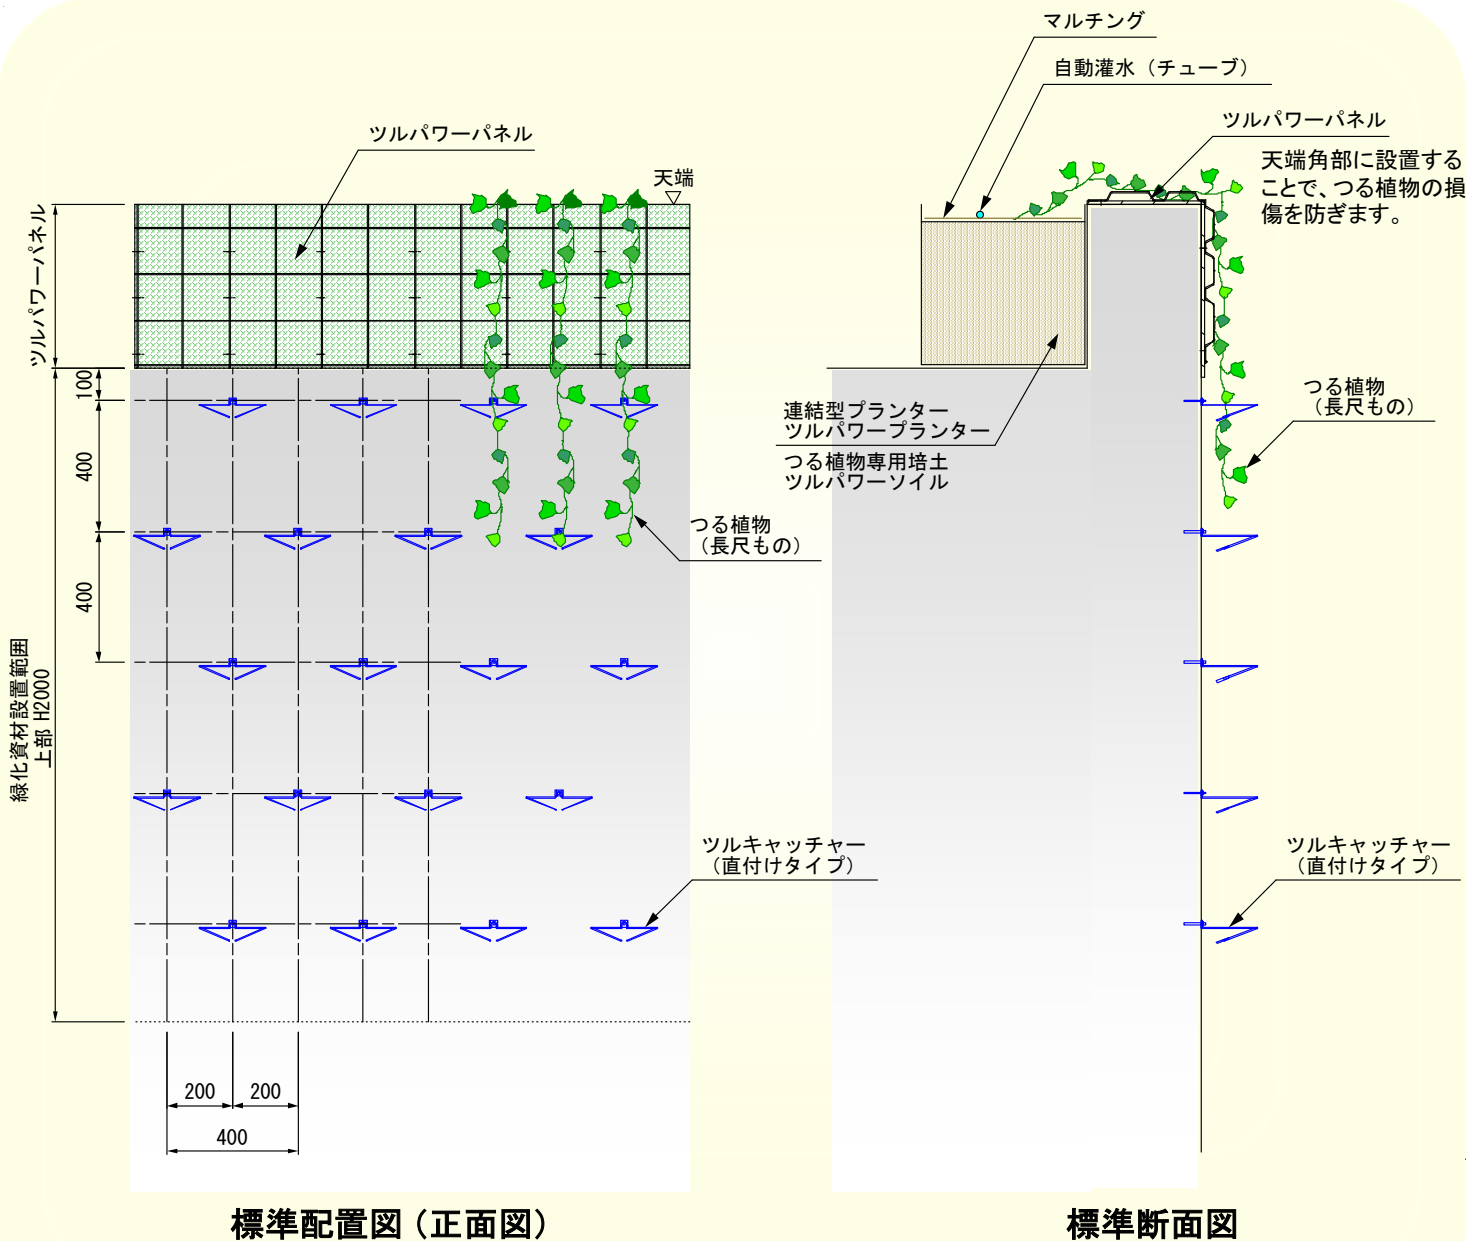 マルチング
自動灌水（チューブ）
ツルパワーパネル
天端
ツルパワーパネル
天端角部に設置する
ことで、つる植物の損
傷を防ぎます。
ツルパワーパネル
100
400
400
緑化資材設置範囲
上部 H2000
つる植物
（長尺もの）
連結型プランター
ツルパワープランター
つる植物専用培土
ツルパワーソイル
つる植物
（長尺もの）
ツルキャッチャー
（直付けタイプ）
ツルキャッチャー
（直付けタイプ）
200
200
400
標準配置図（正面図）
標準断面図